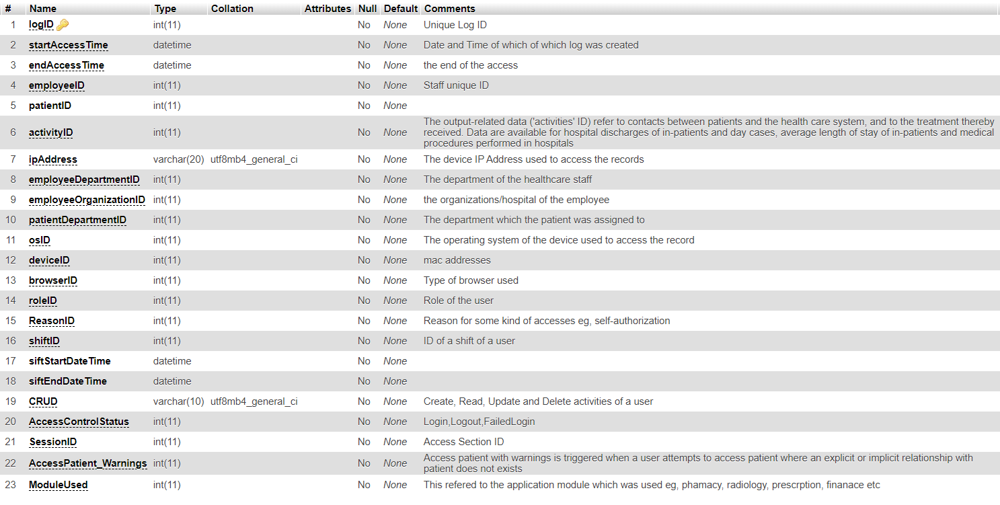 # Name Type Collation Attributes Null Default Comments
1 logID int(11) No None Unique Log ID
2 startAccessTime datetime No None Date and Time of which of which log was created
3 endAccessTime datetime No None the end of the access
4 employeeID int(11) No None Staff unique ID
5 patientID int(11) No None
6 activityID int(11) No None The output-related data ('activities' ID) refer to contacts between patients and the health care system, and to the treatment thereby
received. Data are available for hospital discharges of in-patients and day cases, average length of stay of in-patients and medical
procedures performed in hospitals
7 ipAddress varchar(20) utf8mb4_general_ci No None The device IP Address used to access the records
8 employeeDepartmentID int(11) No None The department of the healthcare staff
9 employeeOrganizationID int(11) No None the organizations/hospital of the employee
10 patientDepartmentID int(11) No None The department which the patient was assigned to
11 osID int(11) No None The operating system of the device used to access the record
12 deviceID int(11) No None mac addresses
13 browserID int(11) No None Type of browser used
14 roleID int(11) No None Role of the user
15 ReasonID int(11) No None Reason for some kind of accesses eg, self-authorization
16 shiftID int(11) No None ID of a shift of a user
17 siftStartDateTime datetime No None
18 siftEndDateTime datetime No None
19 CRUD varchar(10) utf8mb4_general_ci No None Create, Read, Update and Delete activities of a user
20 AccessControlStatus int(11) No None Login,Logout,FailedLogin
21 SessionID int(11) No None Access Section ID
22 AccessPatient_Warnings int(11) No None Access patient with warnings is triggered when a user attempts to access patient where an explicit or implicit relationship with
patient does not exists
23 ModuleUsed int(11) No None This refered to the application module which was used eg, phamacy, radiology, prescrption, finanace etc